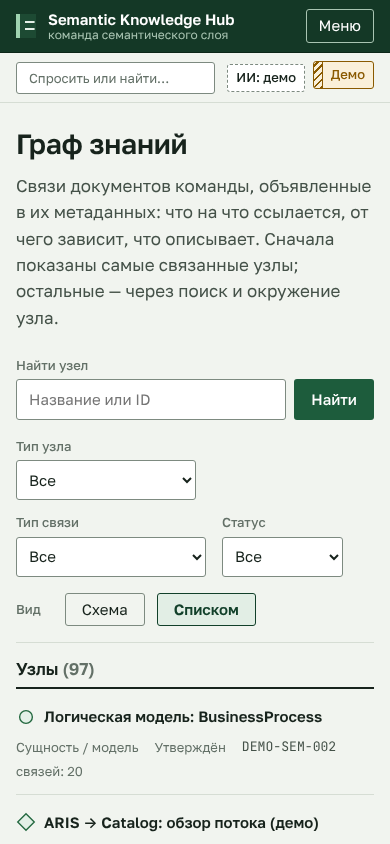 Semantic Knowledge Hub
команда семантического слоя
Меню
Спросить или найти...
ИИ: демо
Демо
Граф знаний
Связи документов команды, объявленные
в их метаданных: что на что ссылается, от
чего зависит, что описывает. Сначала
показаны самые связанные узлы;
остальные — через поиск и окружение
узла.
Найти узел
Название или ID
Найти
Тип узла
Все
Тип связи
Статус
Все
Все
Вид
Схема
Списком
Узлы (97)
Логическая модель: BusinessProcess
Сущность / модель Утверждён DEMO-SEM-002
связей: 20
ARIS → Catalog: обзор потока (демо)